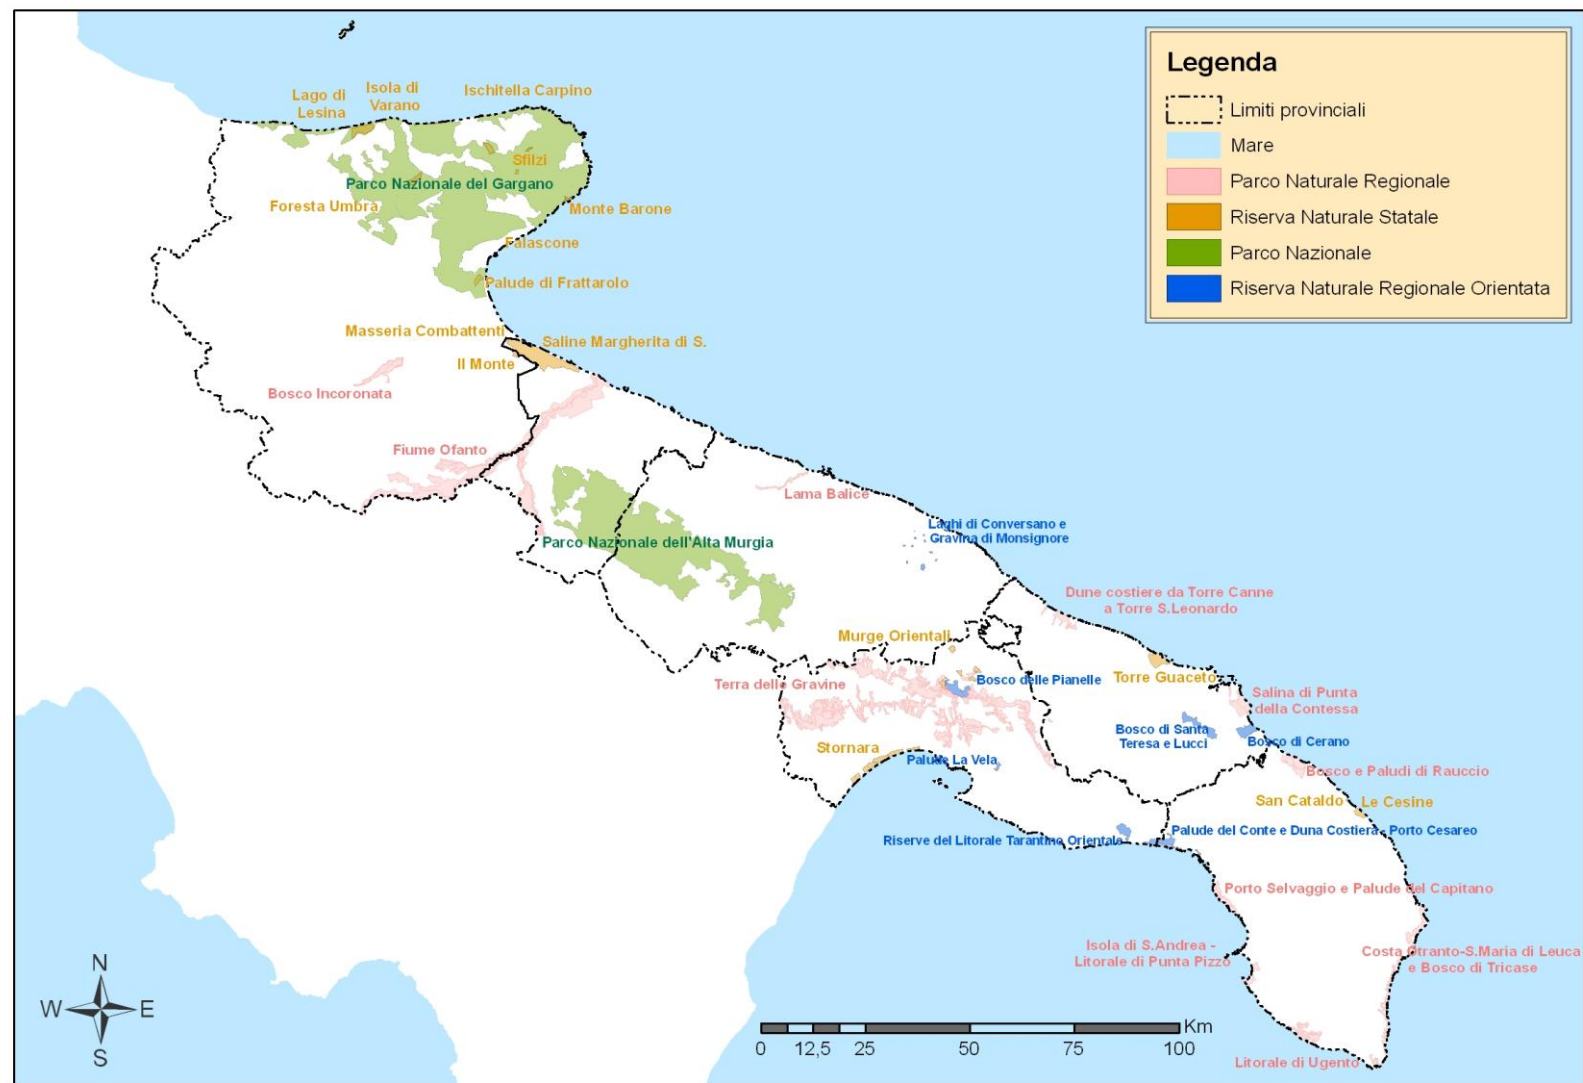 Legenda
Limiti provinciali
Mare
Parco Naturale Regionale
Riserva Naturale Statale
Parco Nazionale
Riserva Naturale Regionale Orientata
Lago di
Lesina
Isola di
Varano
Ischitella Carpino
Sfilzi
Parco Nazionale del Gargano
Foresta Umbra
Monte Barone
Falascone
Palude di Frattarolo
Masseria Combattenti
Saline Margherita di S.
Il Monte
Bosco Incoronata
Fiume Ofanto
Lama Balice
Laghi di Conversano e
Gravina di Monsignore
Parco Nazionale dell'Alta Murgia
Dune costiere da Torre Canne
a Torre S.Leonardo
Murge Orientali
Terra delle Gravine
Bosco delle Pianelle
Torre Guaceto
Salina di Punta
della Contessa
Bosco di Santa
Teresa e Lucci
Bosco di Cerano
Stornara
Palude La Vela
Bosco e Paludi di Rauccio
San Cataldo
Le Cesine
Riserve del Litorale Tarantino Orientale
Palude del Conte e Duna Costiera - Porto Cesareo
Porto Selvaggio e Palude del Capitano
Isola di S.Andrea -
Litorale di Punta Pizzo
Costa Otranto-S.Maria di Leuca
e Bosco di Tricase
Litorale di Ugento
N
W E
S
Km
0 12,5 25 50 75 100